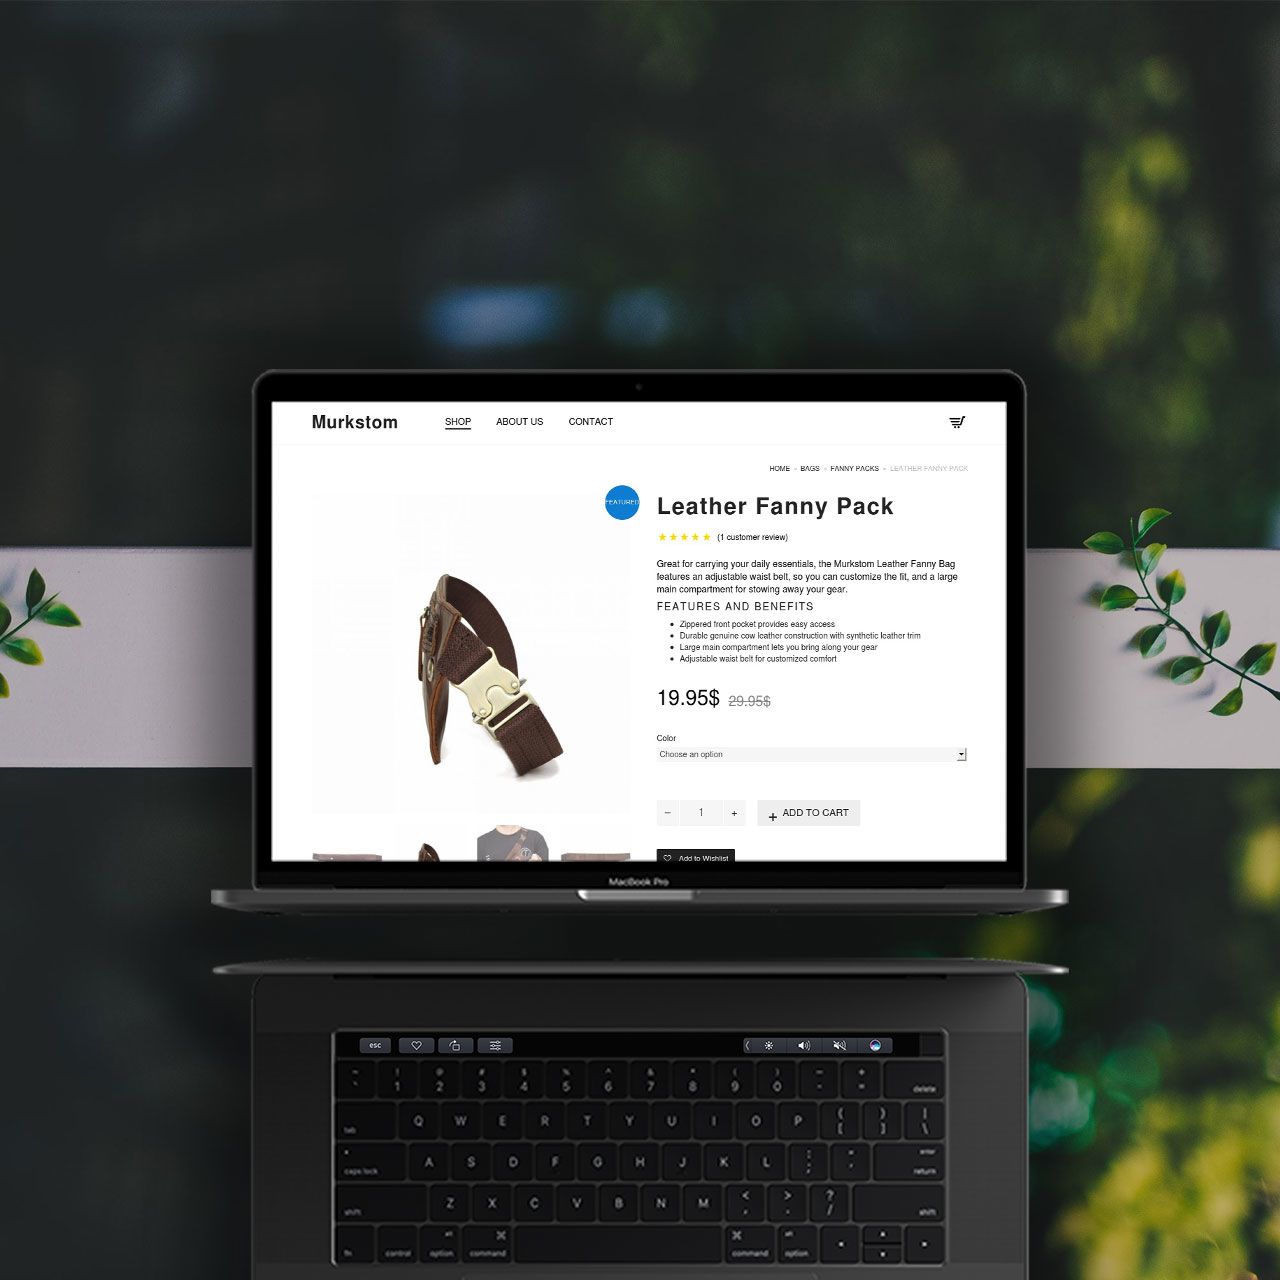 Murkstom SHOP ABOUT US CONTACT
HOME » BAGS » FANNY PACKS » LEATHER FANNY PACK
FEATURED
Leather Fanny Pack
(1 customer review)
Great for carrying your daily essentials, the Murkstom Leather Fanny Bag
features an adjustable waist belt, so you can customize the fit, and a large
main compartment for stowing away your gear.
FEATURES AND BENEFITS
• Zippered front pocket provides easy access
• Durable genuine cow leather construction with synthetic leather trim
• Large main compartment lets you bring along your gear
• Adjustable waist belt for customized comfort
19.95$ 29.95$
Color
Choose an option
− 1 + + ADD TO CART
Add to Wishlist
MacBook Pro
esc
~ ! @ # $ % ^ & * ( ) – +
` 1 2 3 4 5 6 7 8 9 0 - = delete
tab Q W E R T Y U I O P { [ } ] | \
caps lock A S D F G H J K L : ; " ' enter return
shift Z X C V B N M < , > . ? / shift
fn control alt option ⌘ command ⌘ command alt option